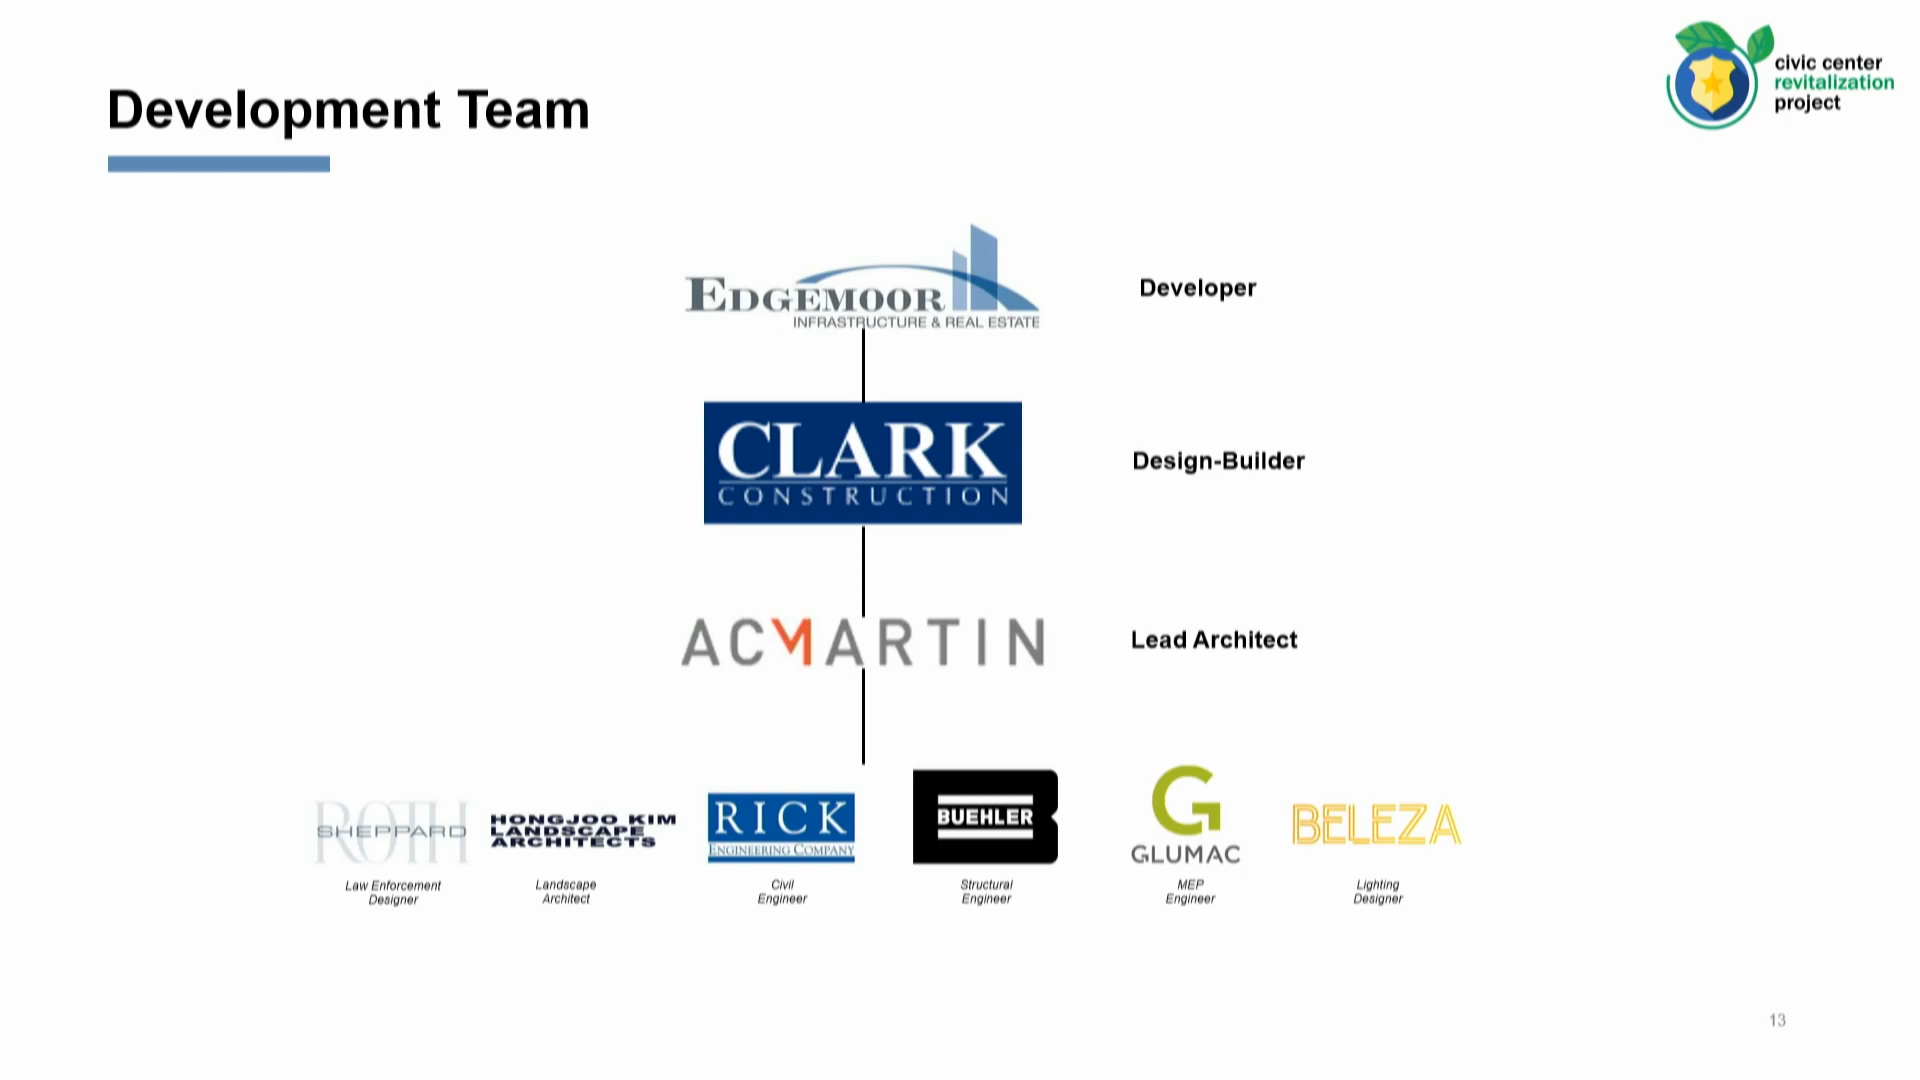 civic center
revitalization
project
Development Team
EDGEMOOR
INFRASTRUCTURE & REAL ESTATE
Developer
CLARK
CONSTRUCTION
Design-Builder
ACMARTIN
Lead Architect
ROTH
SHEPPARD
HONGJOO KIM
LANDSCAPE
ARCHITECTS
RICK
ENGINEERING COMPANY
BUEHLER
G
GLUMAC
BELEZA
Law Enforcement
Designer
Landscape
Architect
Civil
Engineer
Structural
Engineer
MEP
Engineer
Lighting
Designer
13